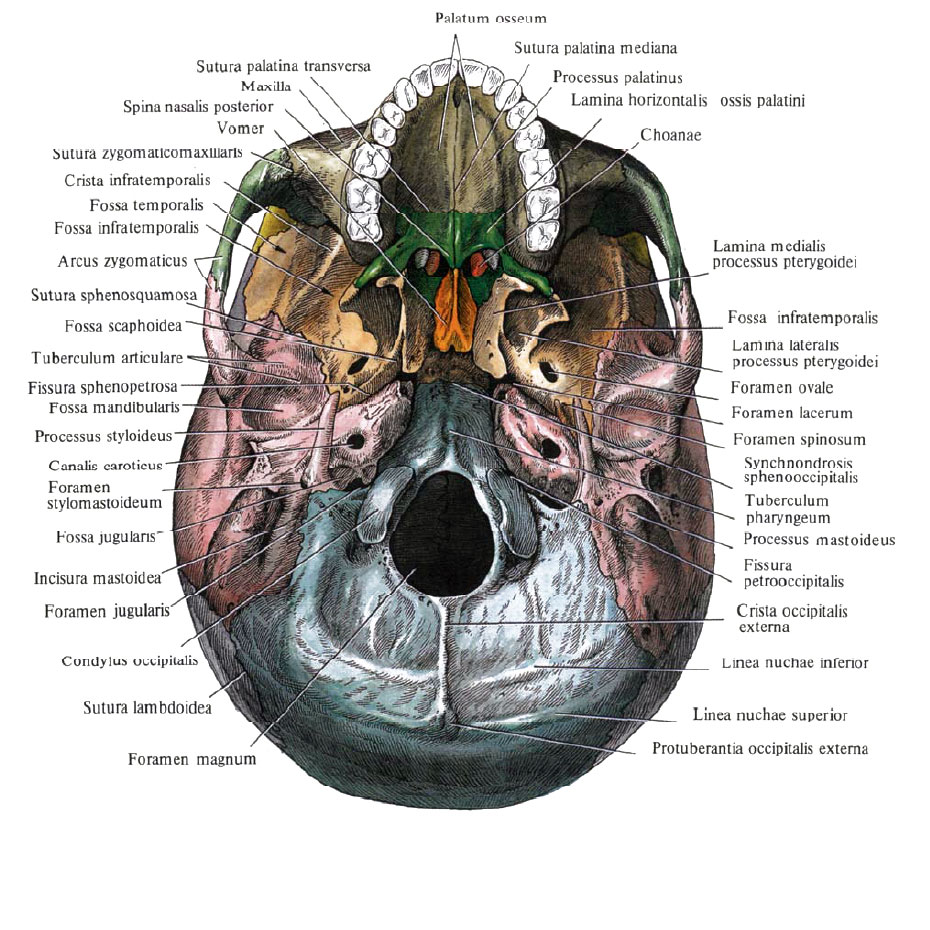 Palatum osseum
Sutura palatina mediana
Sutura palatina transversa
Processus palatinus
Maxilla
Lamina horizontalis ossis palatini
Spina nasalis posterior
Vomer
Choanae
Sutura zygomaticomaxillaris
Crista infratemporalis
Fossa temporalis
Fossa infratemporalis
Arcus zygomaticus
Sutura sphenosquamosa
Fossa scaphoidea
Tuberculum articulare
Fissura sphenopetrosa
Fossa mandibularis
Processus styloideus
Canalis caroticus
Foramen
stylomastoideum
Fossa jugularis
Incisura mastoidea
Foramen jugularis
Condylus occipitalis
Sutura lambdoidea
Foramen magnum
Lamina medialis
processus pterygoidei
Fossa infratemporalis
Lamina lateralis
processus pterygoidei
Foramen ovale
Foramen lacerum
Foramen spinosum
Synchnondrosis
sphenooccipitalis
Tuberculum
pharyngeum
Processus mastoideus
Fissura
petrooccipitalis
Crista occipitalis
externa
Linea nuchae inferior
Linea nuchae superior
Protuberantia occipitalis externa